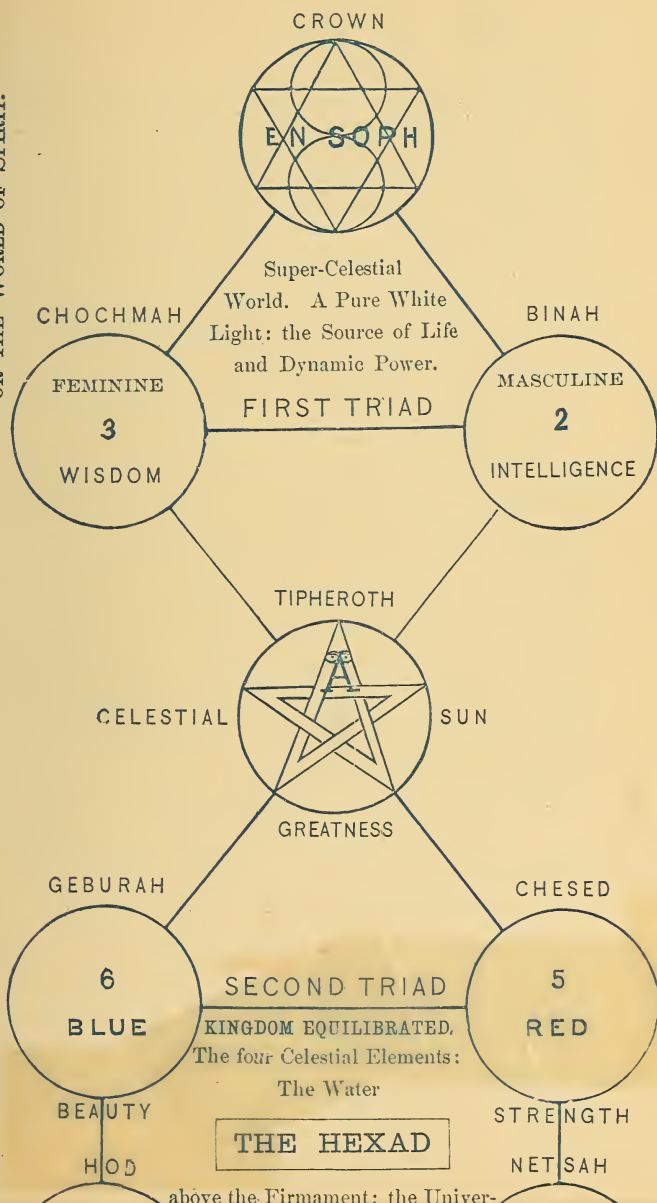 CROWN
EN SOPH
Super-Celestial
World. A Pure White
Light: the Source of Life
and Dynamic Power.
CHOCHMAH
FEMININE
3
WISDOM
BINAH
MASCULINE
2
INTELLIGENCE
FIRST TRIAD
TIPHEROTH
A
CELESTIAL
SUN
GREATNESS
GEBURAH
6
BLUE
BEAUTY
CHESED
5
RED
STRENGTH
SECOND TRIAD
KINGDOM EQUILIBRATED.
The four Celestial Elements:
The Water
THE HEXAD
HOD
NETSAH
above the Firmament: the Univer-
WORLD OF SPIRIT.